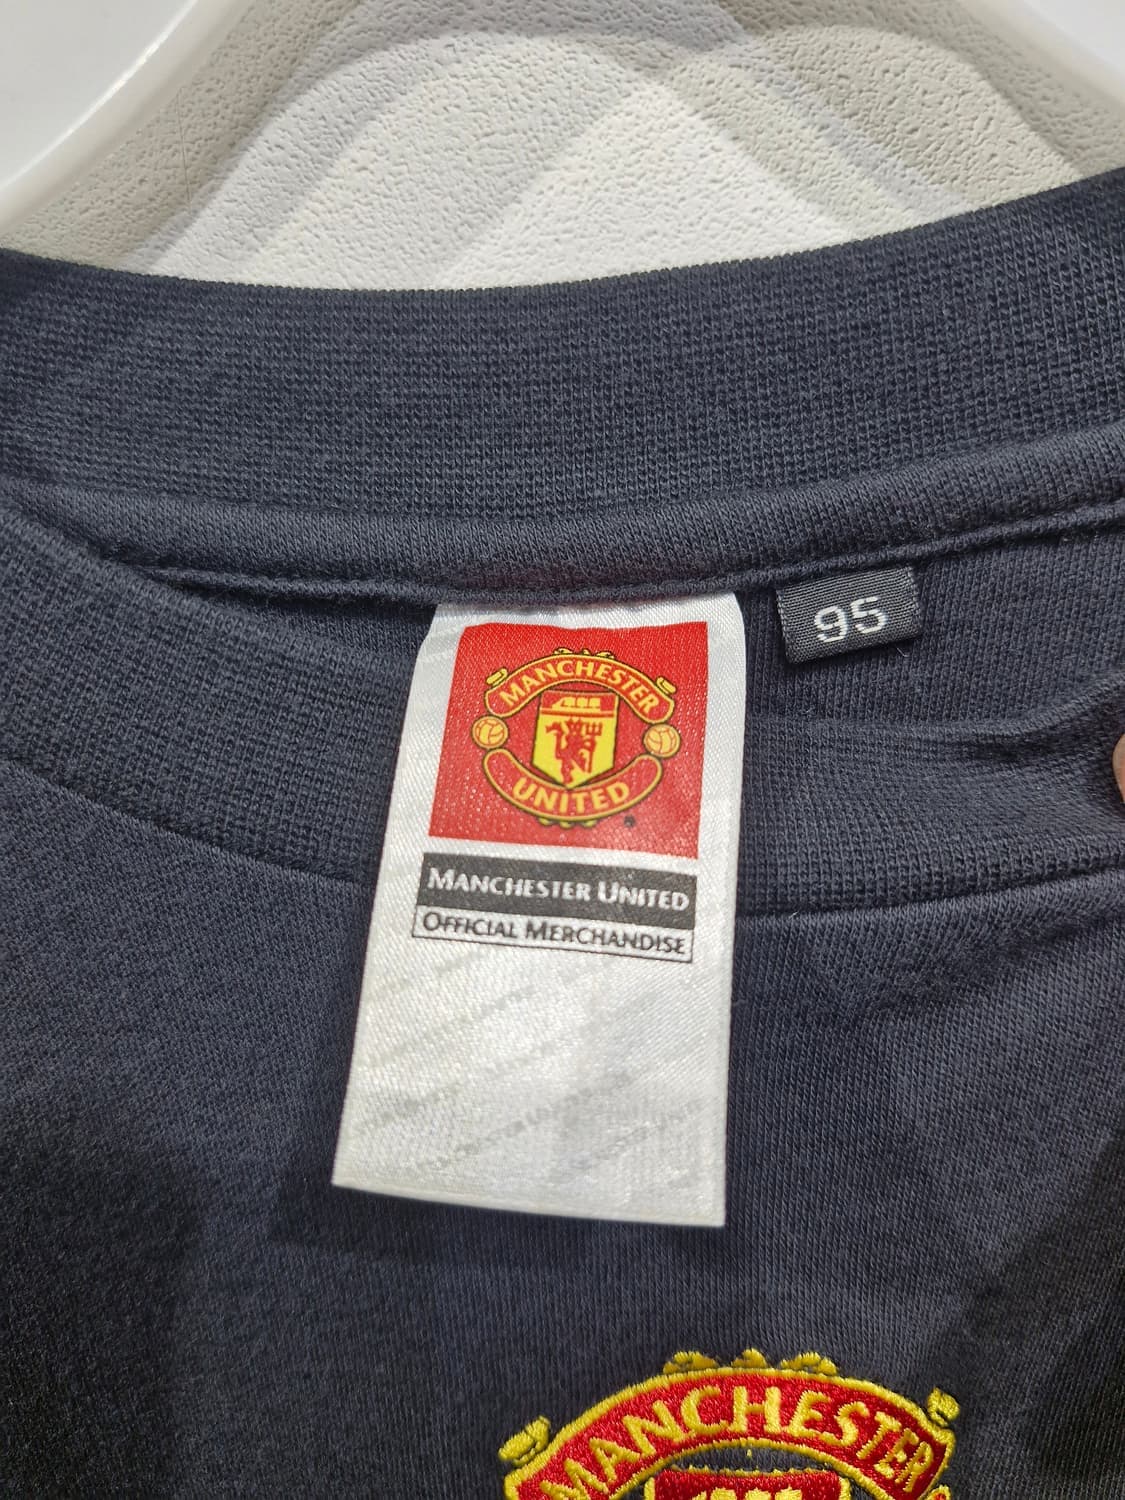 95
MANCHESTER
UNITED
MANCHESTER UNITED
OFFICIAL MERCHANDISE
MANCHESTER